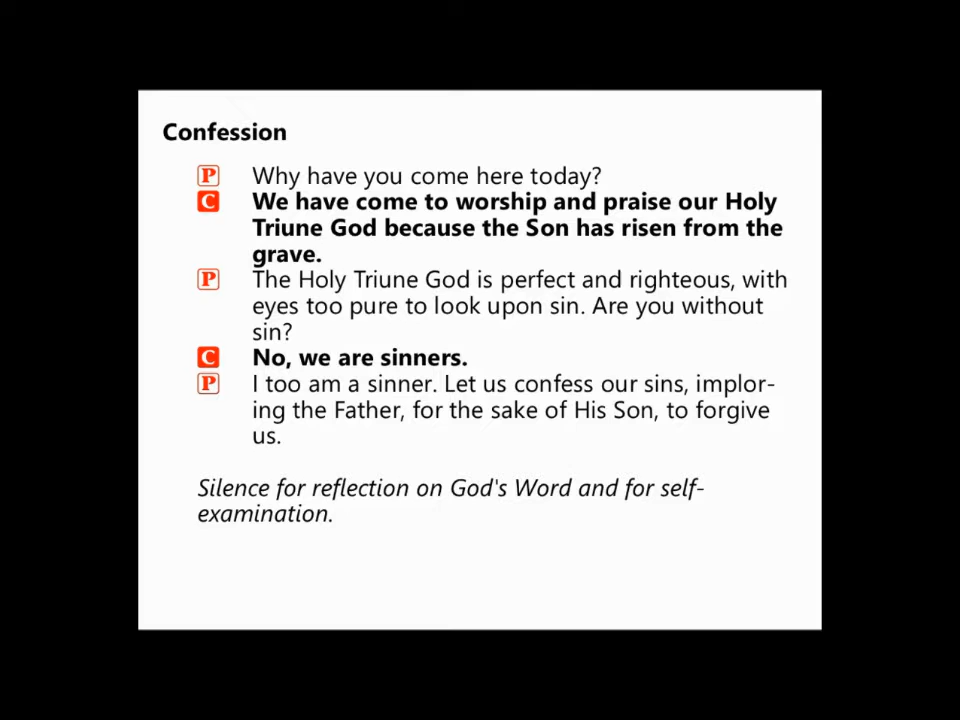 Confession
P Why have you come here today?
C We have come to worship and praise our Holy
Triune God because the Son has risen from the
grave.
P The Holy Triune God is perfect and righteous, with
eyes too pure to look upon sin. Are you without
sin?
C No, we are sinners.
P I too am a sinner. Let us confess our sins, implor-
ing the Father, for the sake of His Son, to forgive
us.
Silence for reflection on God's Word and for self-
examination.